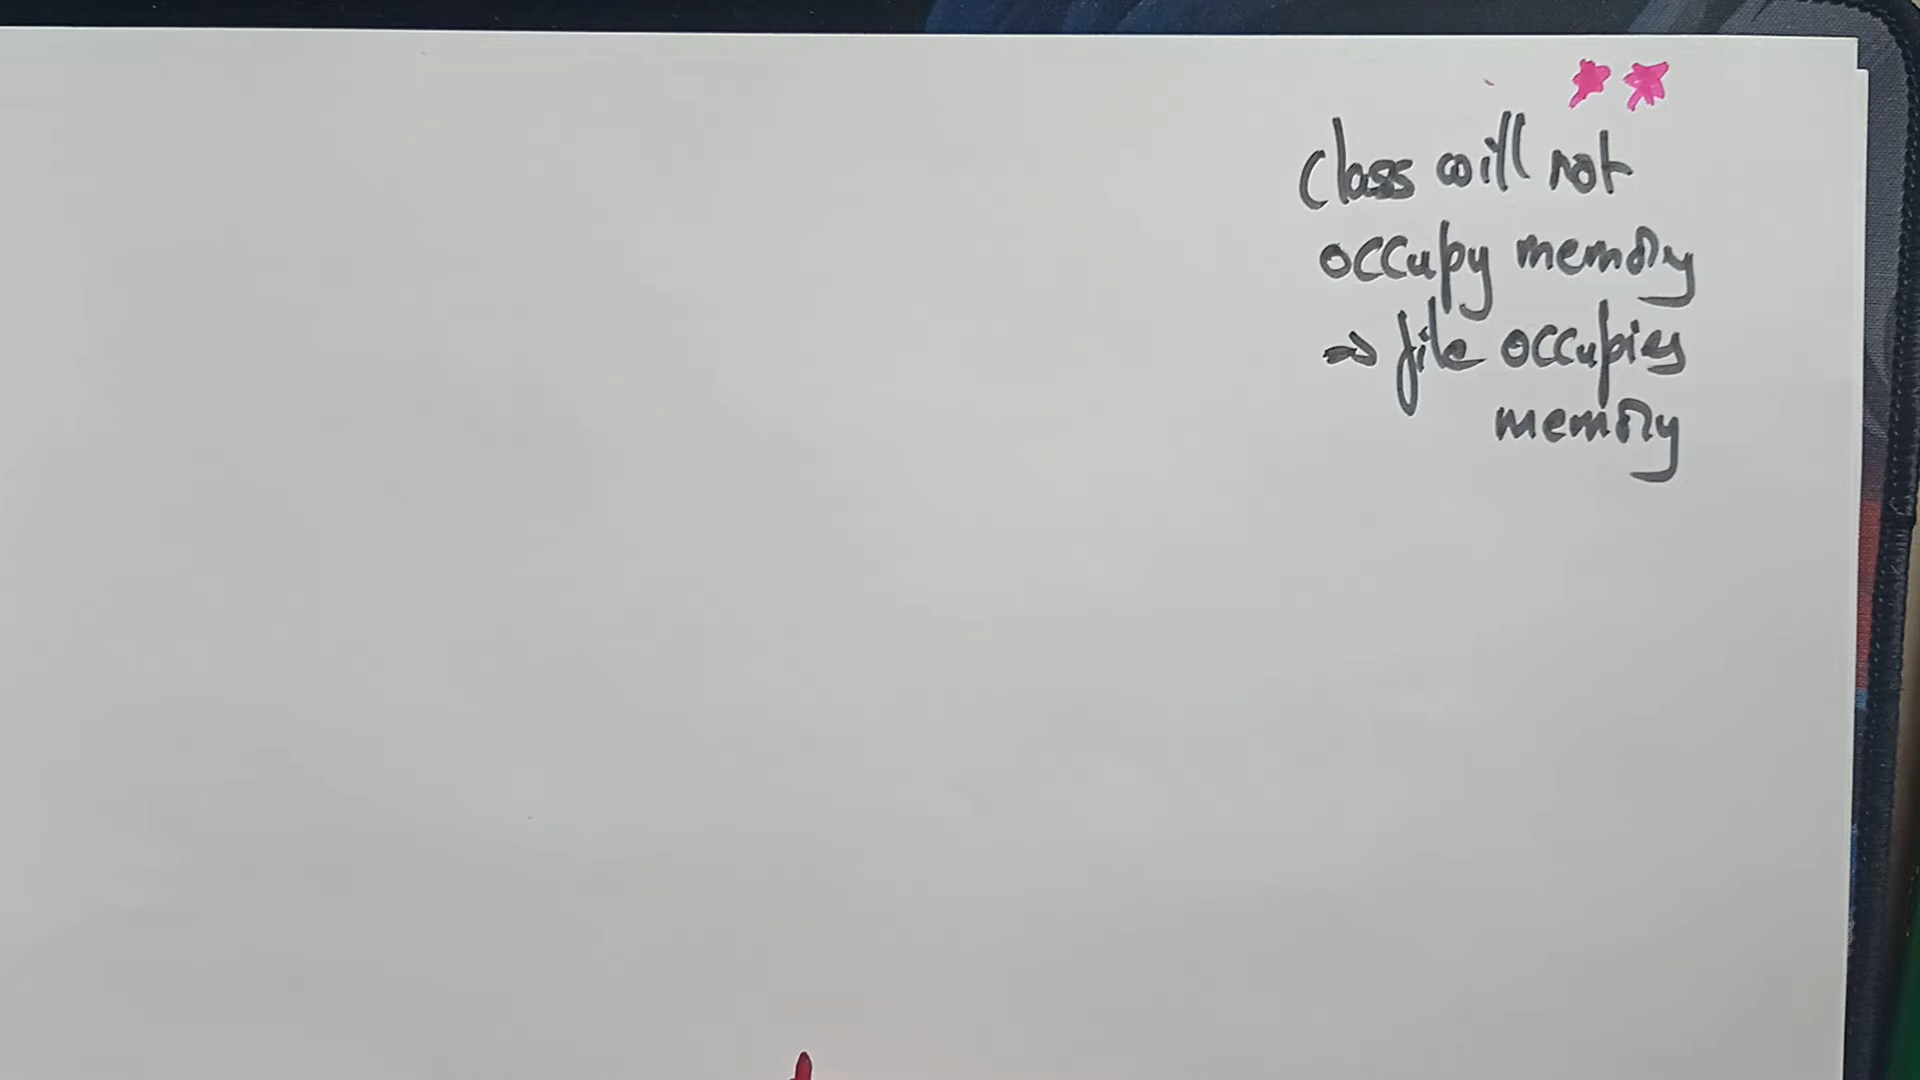 Class will not
occupy memory
⇒ file occupies
memory